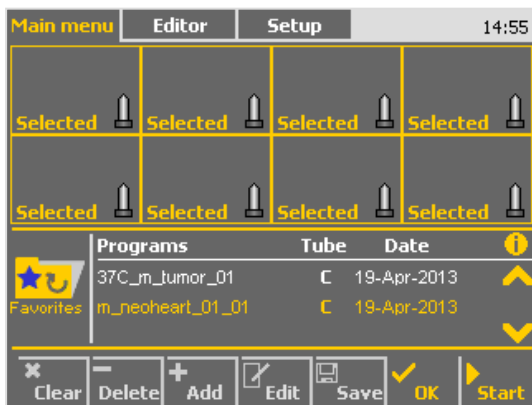 Main menu Editor Setup 14:55
Selected Selected Selected Selected
Selected Selected Selected Selected
Programs Tube Date i
37C_m_tumor_01 C 19-Apr-2013
Favorites m_neoheart_01_01 C 19-Apr-2013
Clear Delete Add Edit Save OK Start